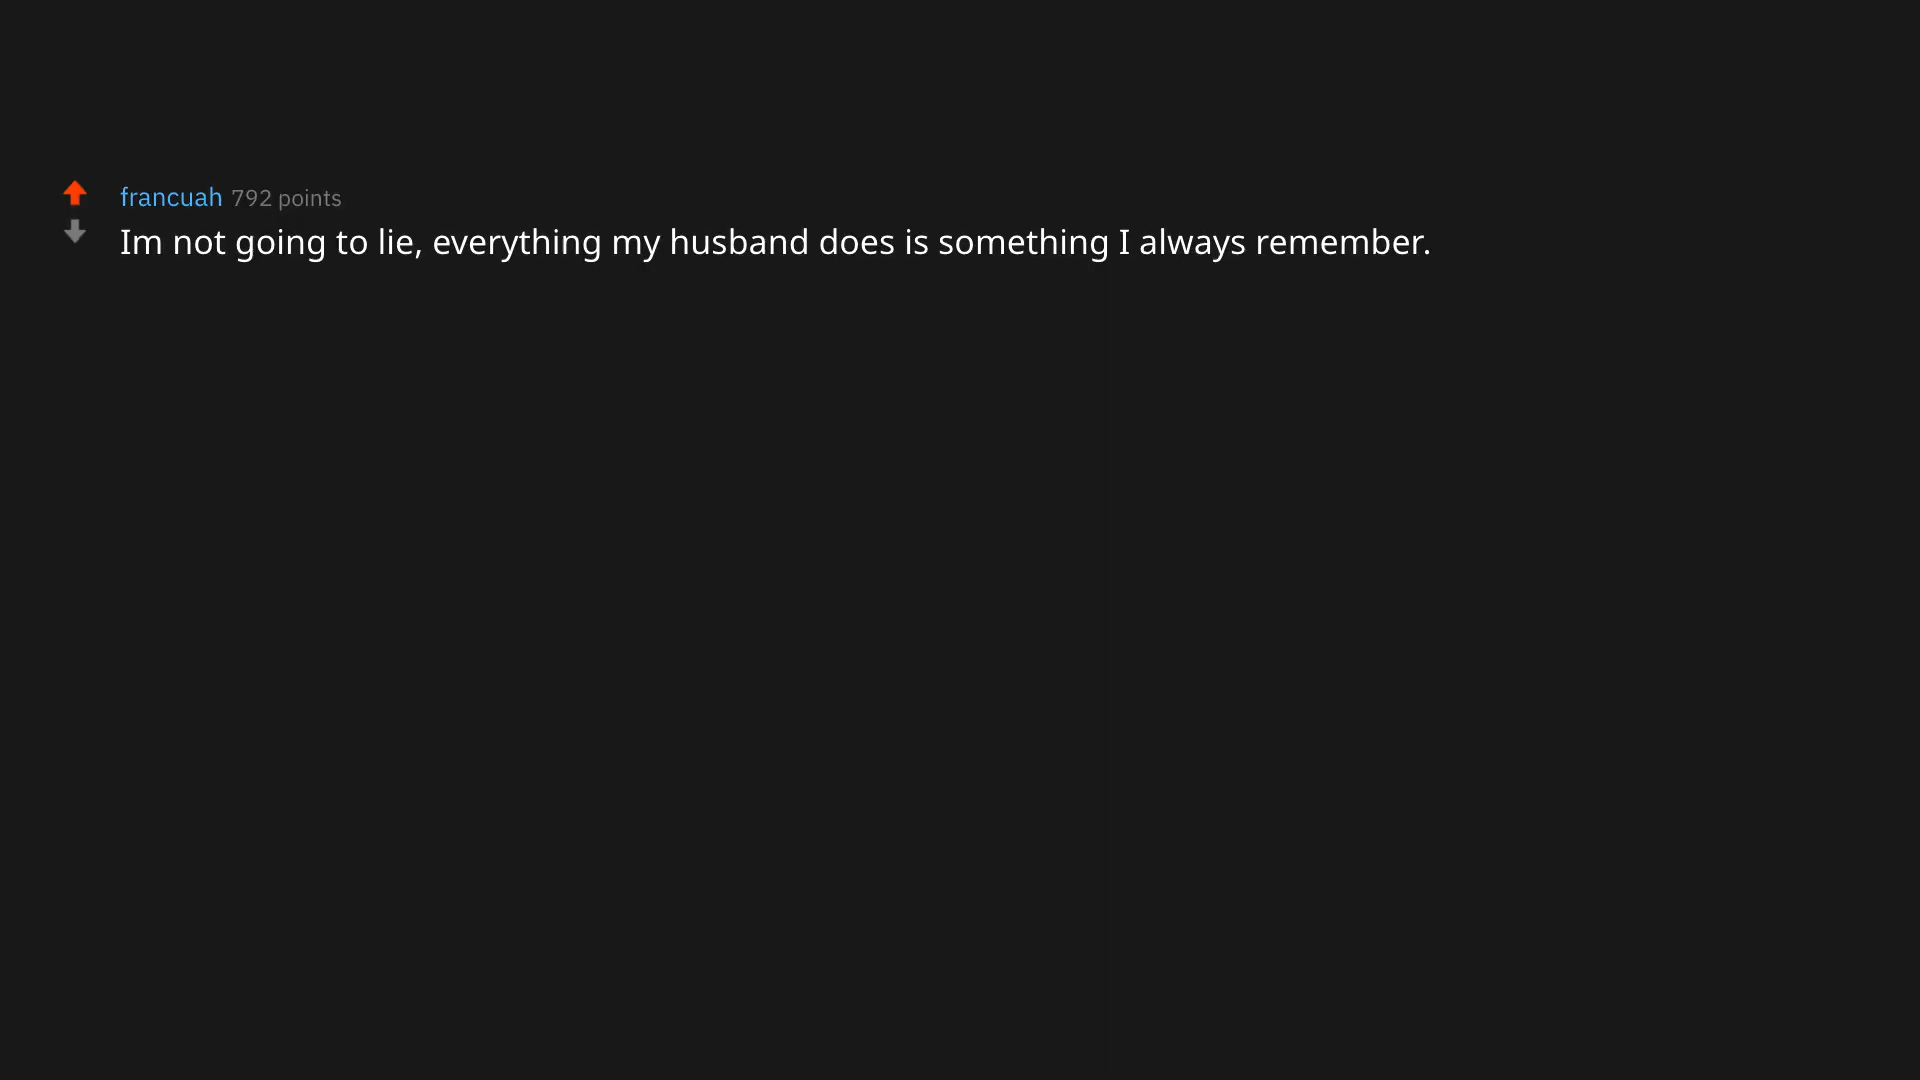 francuah 792 points
Im not going to lie, everything my husband does is something I always remember.